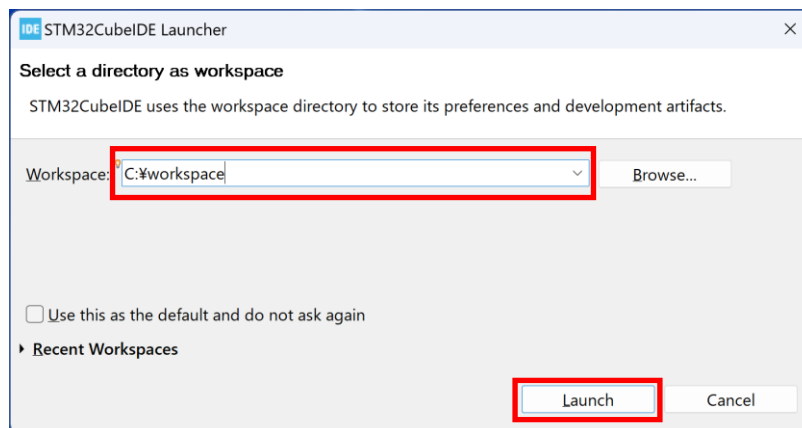 IDE STM32CubeIDE Launcher
Select a directory as workspace
STM32CubeIDE uses the workspace directory to store its preferences and development artifacts.
Workspace: C:¥workspace Browse...
Use this as the default and do not ask again
Recent Workspaces
Launch Cancel